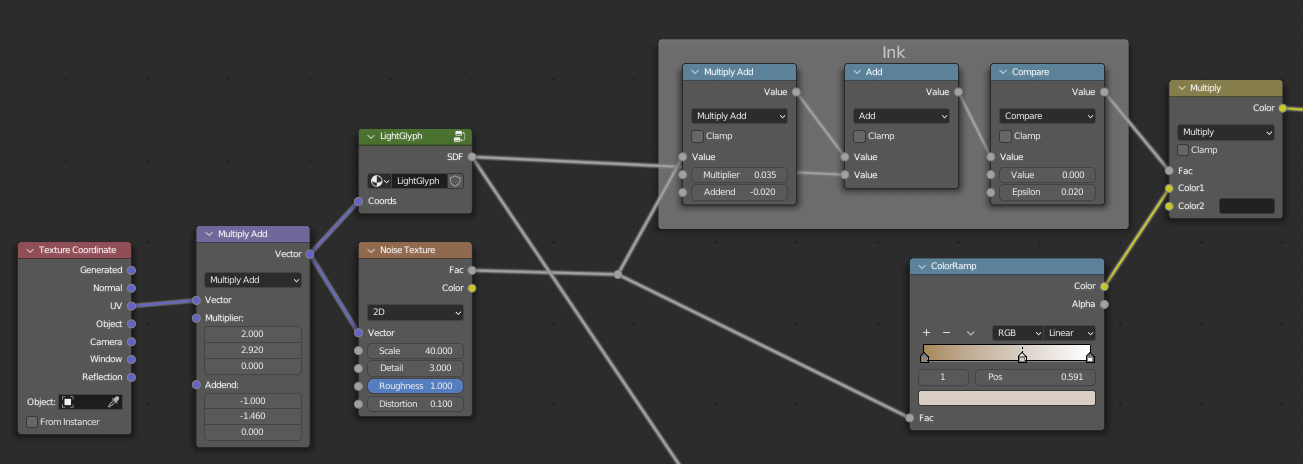 Ink
Multiply Add
Value
Multiply Add
Clamp
Value
Multiplier 0.035
Addend -0.020
Add
Value
Add
Clamp
Value
Value
Compare
Value
Compare
Clamp
Value
Value 0.000
Epsilon 0.020
Multiply
Color
Multiply
Clamp
Fac
Color1
Color2
LightGlyph
SDF
LightGlyph
Coords
Texture Coordinate
Generated
Normal
UV
Object
Camera
Window
Reflection
Object:
From Instancer
Multiply Add
Vector
Multiply Add
Vector
Multiplier:
2.000
2.920
0.000
Addend:
-1.000
-1.460
0.000
Noise Texture
Fac
Color
2D
Vector
Scale 40.000
Detail 3.000
Roughness 1.000
Distortion 0.100
ColorRamp
Color
Alpha
RGB Linear
1 Pos 0.591
Fac